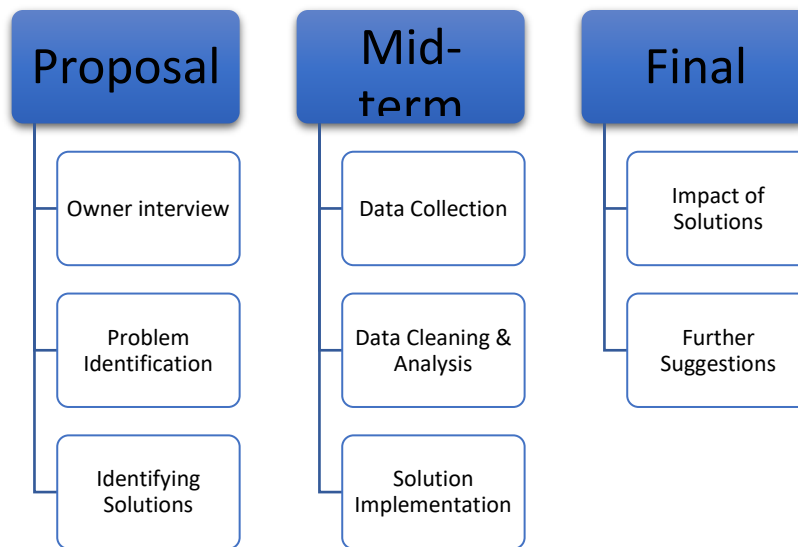 Proposal
Owner interview
Problem
Identification
Identifying
Solutions
Mid-
term
Data Collection
Data Cleaning &
Analysis
Solution
Implementation
Final
Impact of
Solutions
Further
Suggestions